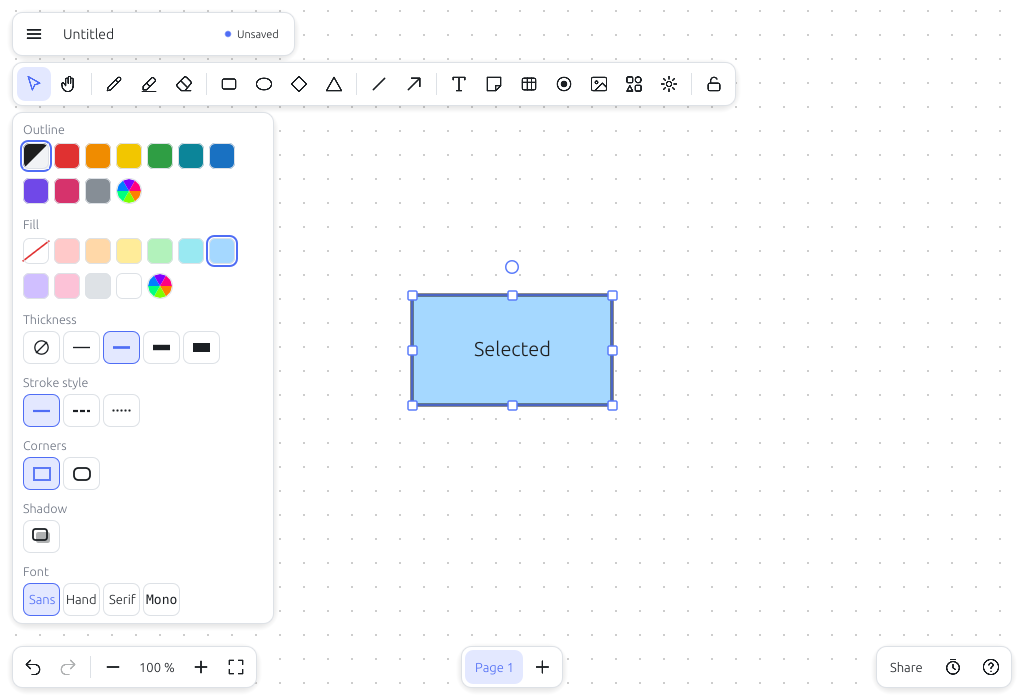 Untitled
Unsaved
Outline
Fill
Thickness
Stroke style
Corners
Shadow
Font
Sans Hand Serif Mono
Selected
100 %
Page 1
Share